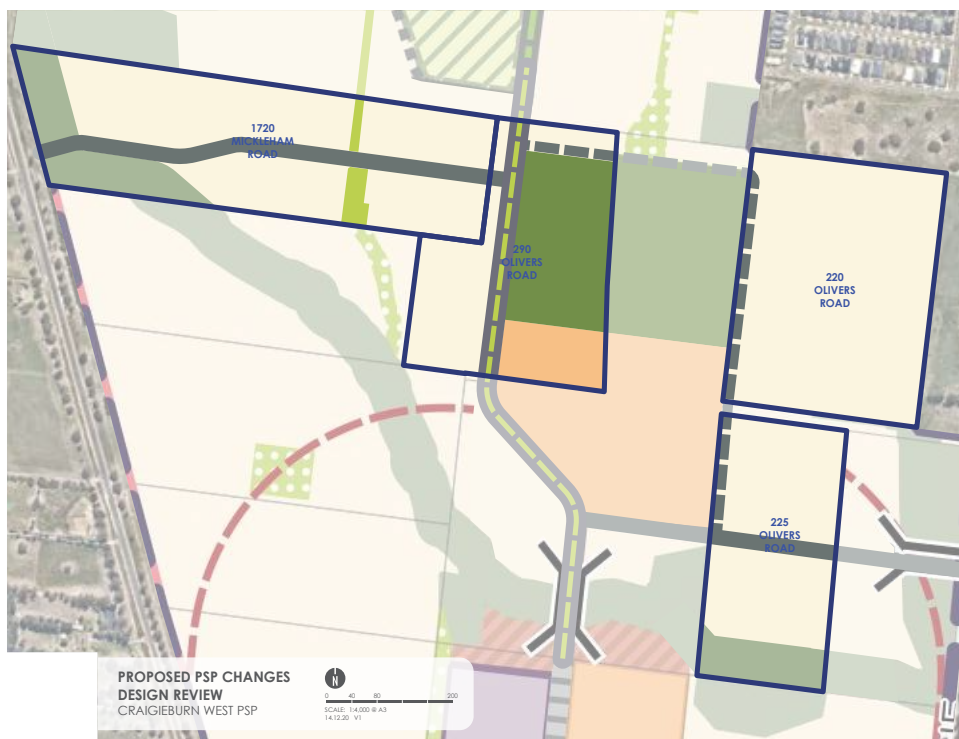 1720
MICKLEHAM
ROAD
290
OLIVERS
ROAD
220
OLIVERS
ROAD
225
OLIVERS
ROAD
PROPOSED PSP CHANGES
DESIGN REVIEW
CRAIGIEBURN WEST PSP
N
0 40 80 200
SCALE: 1:4,000 @ A3
14.12.20 V1